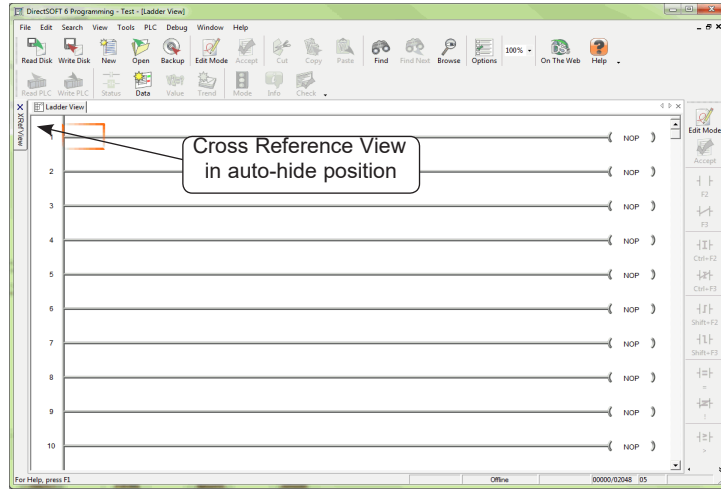 DirectSOFT 6 Programming - Test - [Ladder View]
File Edit Search View Tools PLC Debug Window Help
Read Disk Write Disk New Open Backup Edit Mode Accept Cut Copy Paste Find Find Next Browse Options 100% On The Web Help
Read PLC Write PLC Status Data Value Trend Mode Info Check
XRef View
Ladder View
Cross Reference View
in auto-hide position
1 NOP
2 NOP
3 NOP
4 NOP
5 NOP
6 NOP
7 NOP
8 NOP
9 NOP
10 NOP
Edit Mode
Accept
F2
F3
Ctrl+F2
Ctrl+F3
Shift+F2
Shift+F3
=
!
>
For Help, press F1 Offline 00000/02048 05